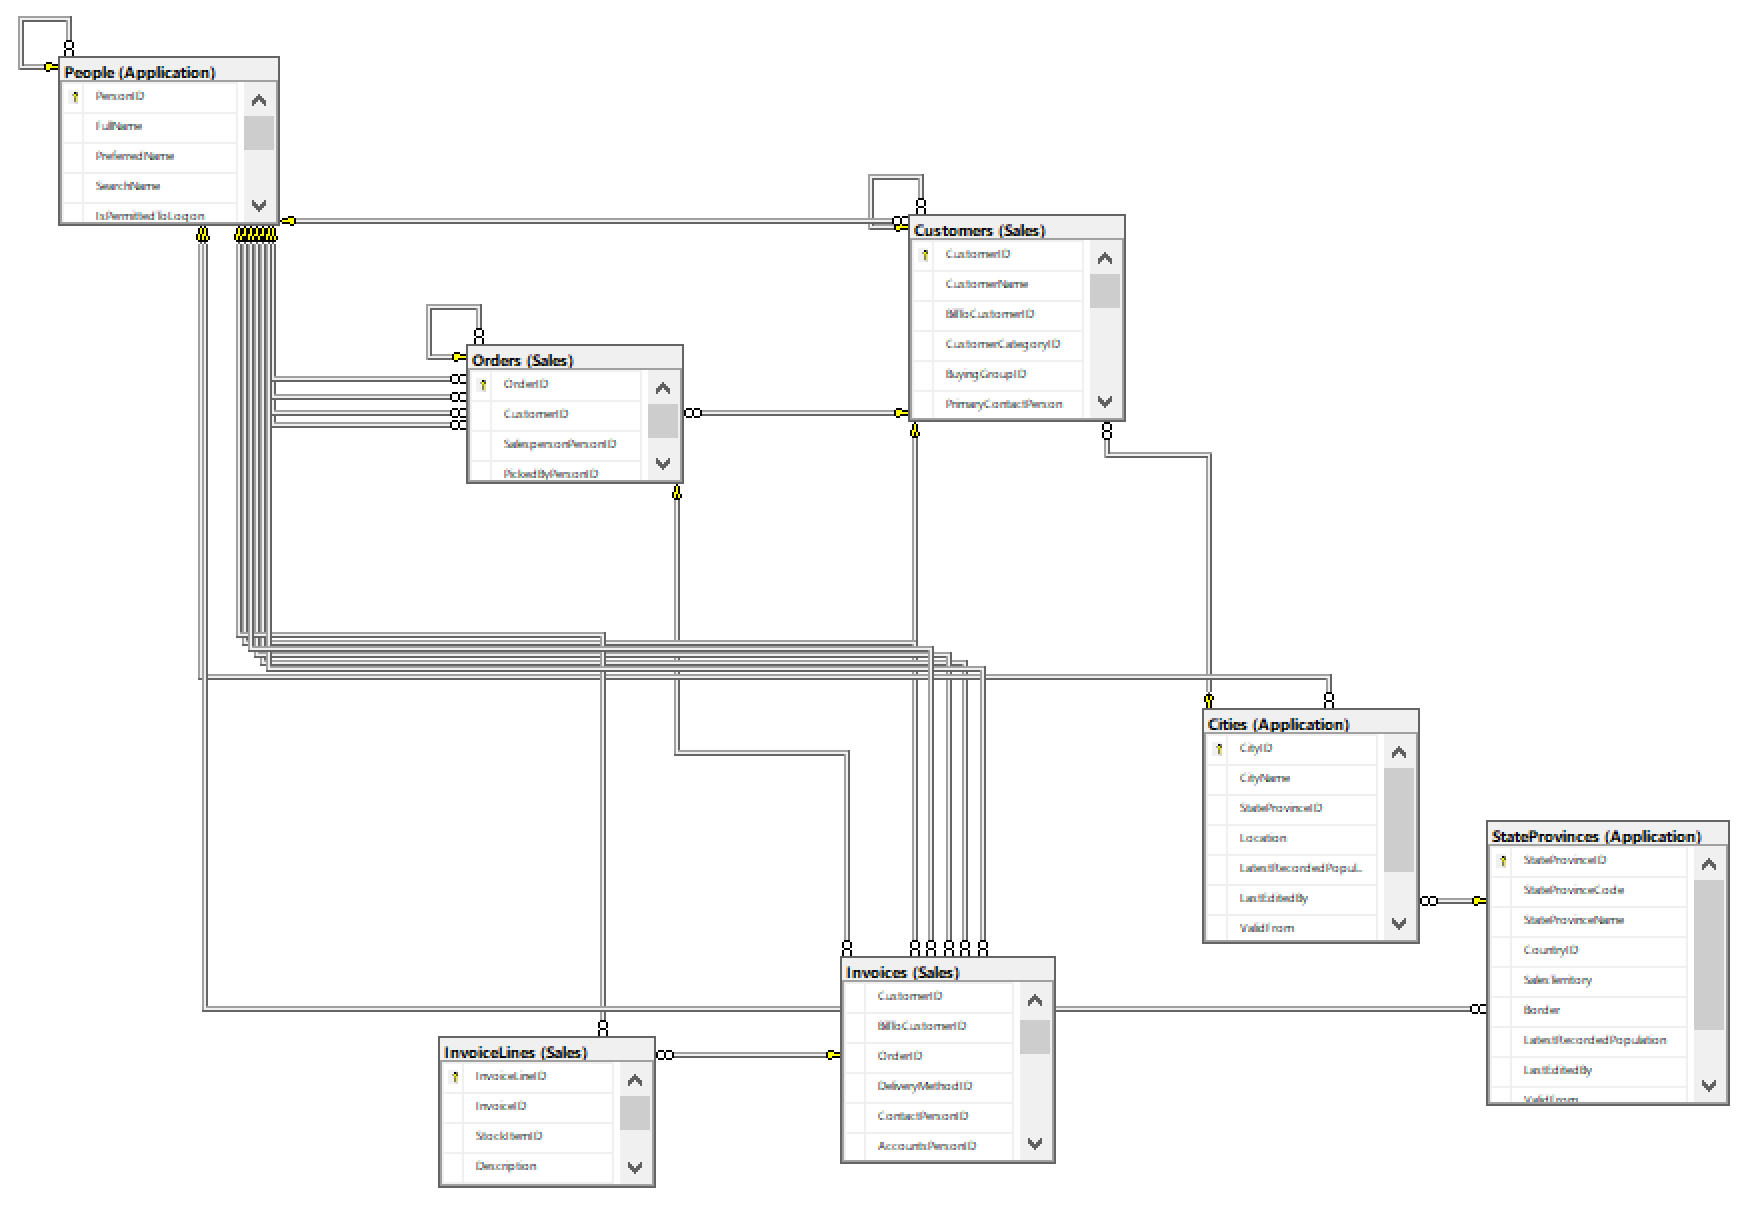 People (Application)
PersonID
FullName
PreferredName
SearchName
IsPermittedToLogon
Customers (Sales)
CustomerID
CustomerName
BillToCustomerID
CustomerCategoryID
BuyingGroupID
PrimaryContactPerson
Orders (Sales)
OrderID
CustomerID
SalespersonPersonID
PickedByPersonID
Cities (Application)
CityID
CityName
StateProvinceID
Location
LatestRecordedPopul...
LastEditedBy
ValidFrom
StateProvinces (Application)
StateProvinceID
StateProvinceCode
StateProvinceName
CountryID
SalesTerritory
Border
LatestRecordedPopulation
LastEditedBy
ValidFrom
Invoices (Sales)
CustomerID
BillToCustomerID
OrderID
DeliveryMethodID
ContactPersonID
AccountsPersonID
InvoiceLines (Sales)
InvoiceLineID
InvoiceID
StockItemID
Description